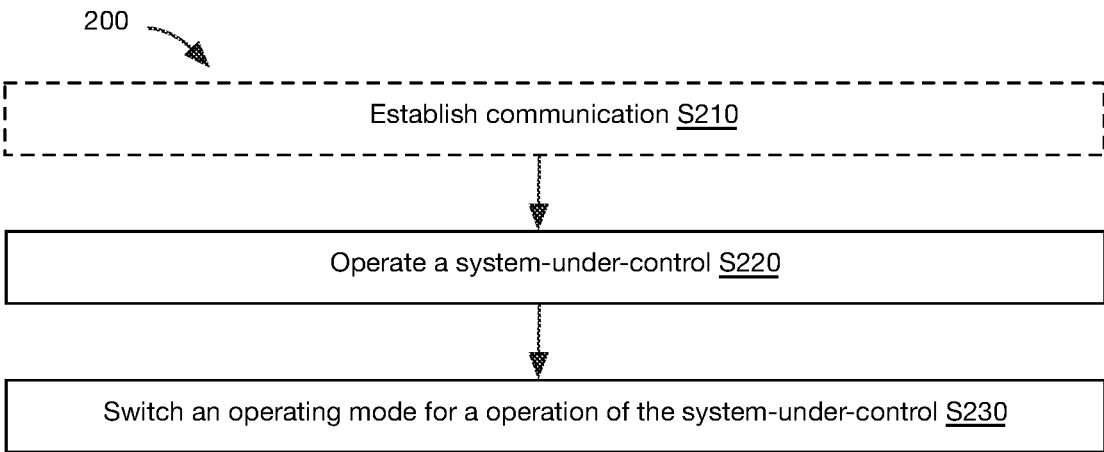 200
Establish communication S210
Operate a system-under-control S220
Switch an operating mode for a operation of the system-under-control S230